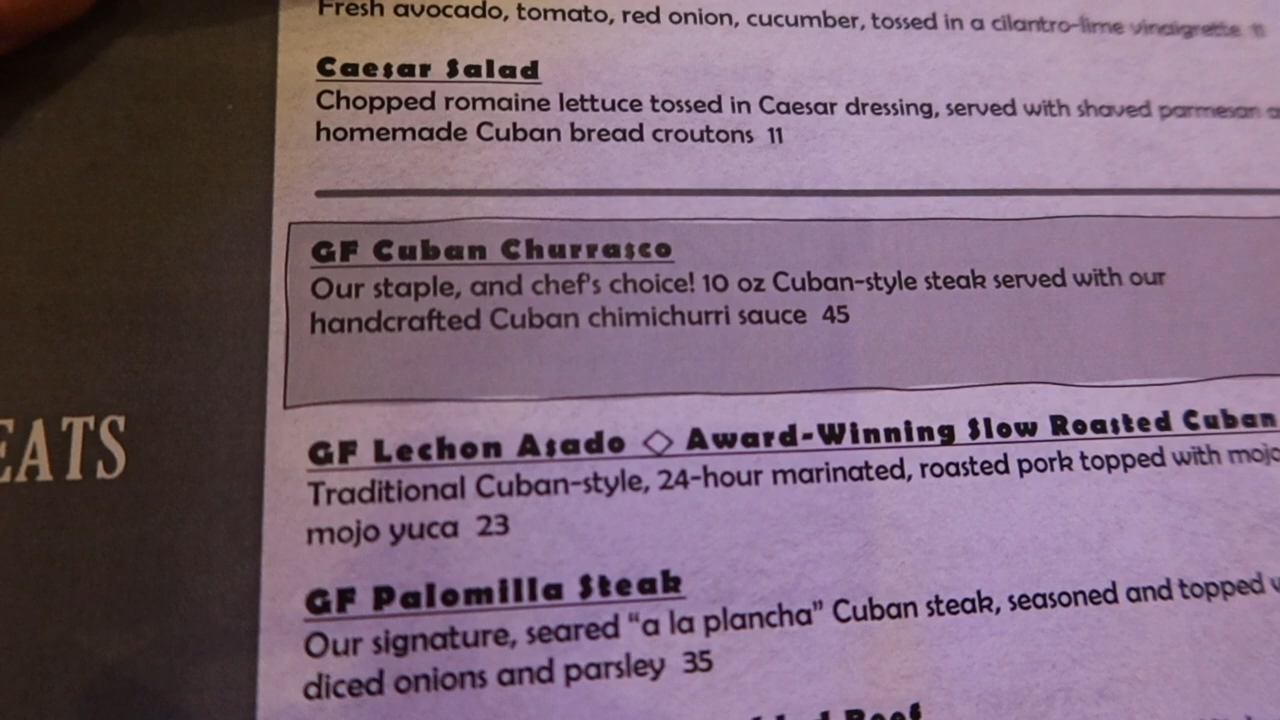 Fresh avocado, tomato, red onion, cucumber, tossed in a cilantro-lime vinaigrette 11
Caesar Salad
Chopped romaine lettuce tossed in Caesar dressing, served with shaved parmesan
homemade Cuban bread croutons 11
GF Cuban Churrasco
Our staple, and chef's choice! 10 oz Cuban-style steak served with our
handcrafted Cuban chimichurri sauce 45
EATS
GF Lechon Asado ◇ Award-Winning Slow Roasted Cuban
Traditional Cuban-style, 24-hour marinated, roasted pork topped with mojo
mojo yuca 23
GF Palomilla Steak
Our signature, seared “a la plancha” Cuban steak, seasoned and topped
diced onions and parsley 35